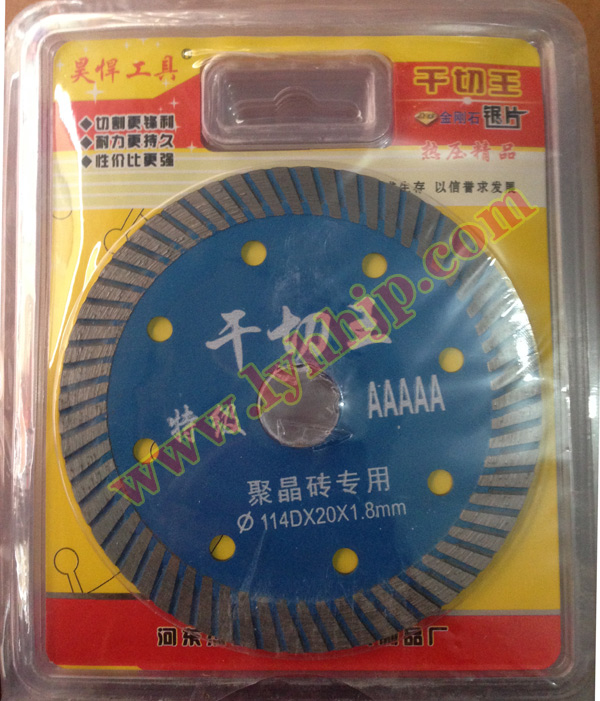 昊悍工具
◆切割更锋利
◆耐力更持久
◆性价比更强
干切王
金刚石锯片
热压精品
生存 以信誉求发展
干切王
特级 AAAAA
聚晶砖专用
Ø 114DX20X1.8mm
河东 制品厂
www.lyhhjp.com